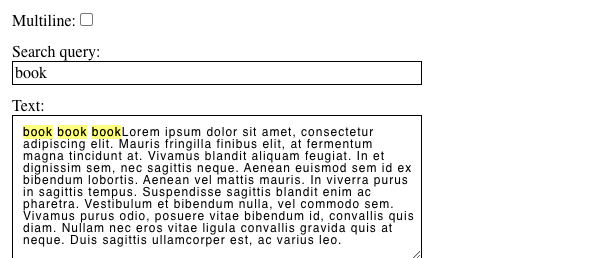 Multiline:
Search query:
book
Text:
book book bookLorem ipsum dolor sit amet, consectetur
adipiscing elit. Mauris fringilla finibus elit, at fermentum
magna tincidunt at. Vivamus blandit aliquam feugiat. In et
dignissim sem, nec sagittis neque. Aenean euismod sem id ex
bibendum lobortis. Aenean vel mattis mauris. In viverra purus
in sagittis tempus. Suspendisse sagittis blandit enim ac
pharetra. Vestibulum et bibendum nulla, vel commodo sem.
Vivamus purus odio, posuere vitae bibendum id, convallis quis
diam. Nullam nec eros vitae ligula convallis gravida quis at
neque. Duis sagittis ullamcorper est, ac varius leo.